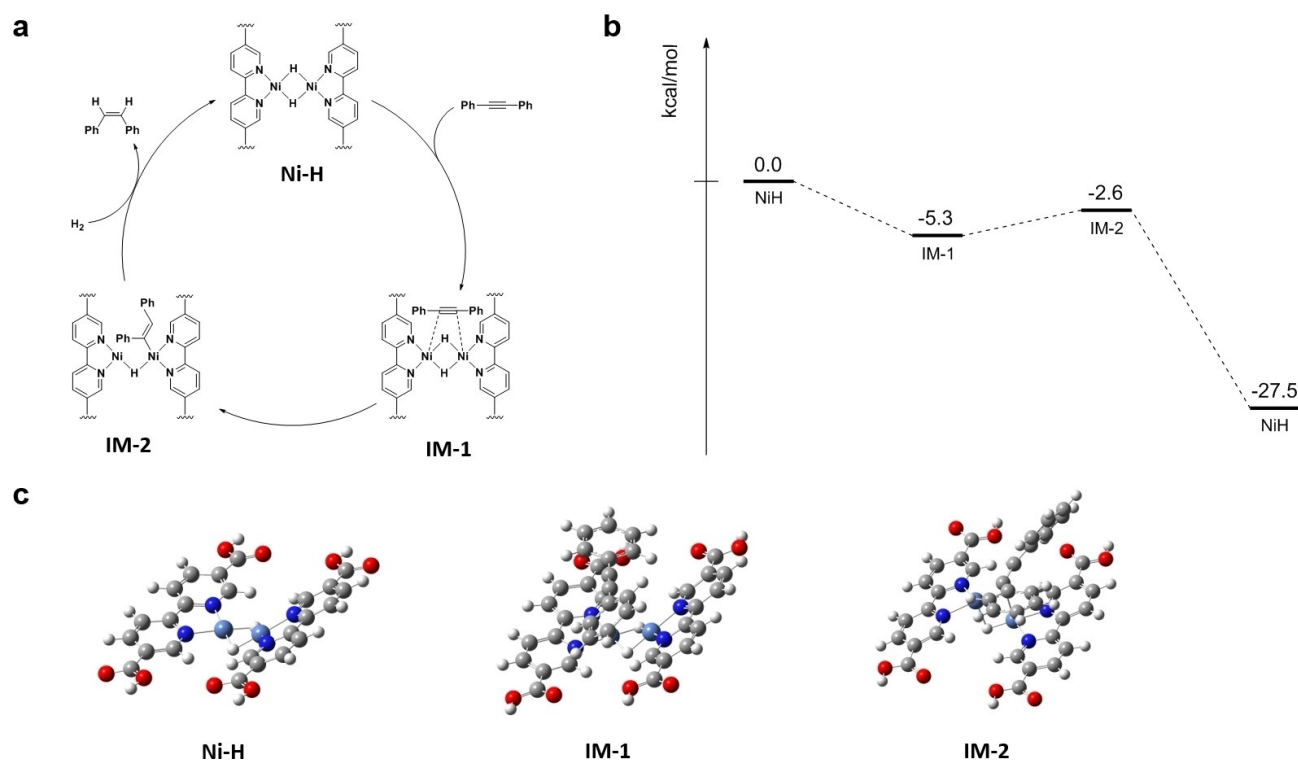 a
H H
Ph Ph
H₂
N N
H
Ni Ni
H
N N
Ni-H
Ph Ph
Ph
Ph
N N
Ni Ni
H
N N
IM-2
Ph Ph
N H N
Ni Ni
N H N
IM-1
b
kcal/mol
0.0
NiH
-5.3
IM-1
-2.6
IM-2
-27.5
NiH
c
Ni-H
IM-1
IM-2